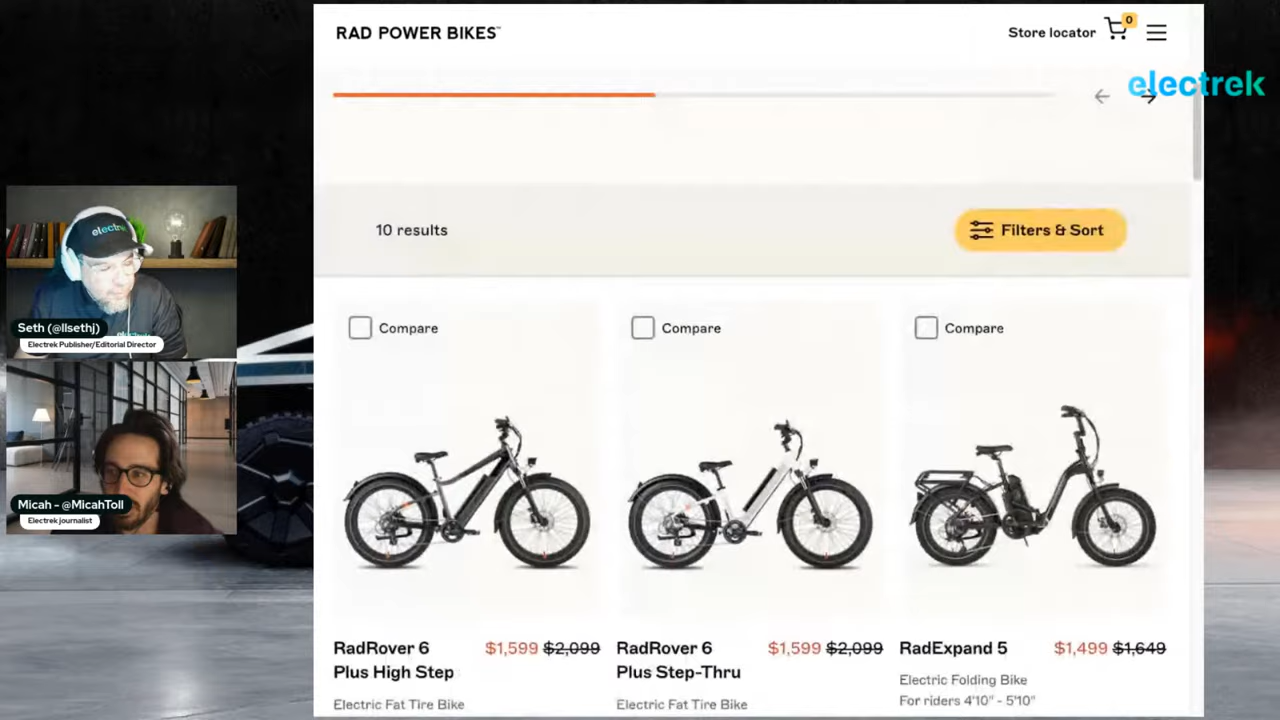 RAD POWER BIKES
Store locator
0
electrek
10 results
Filters & Sort
Compare
Compare
Compare
electrek
Seth (@llsethj)
Electrek Publisher/Editorial Director
Micah - @MicahToll
Electrek journalist
RadRover 6 $1,599 $2,099
Plus High Step
Electric Fat Tire Bike
RadRover 6 $1,599 $2,099
Plus Step-Thru
Electric Fat Tire Bike
RadExpand 5 $1,499 $1,649
Electric Folding Bike
For riders 4'10" - 5'10"